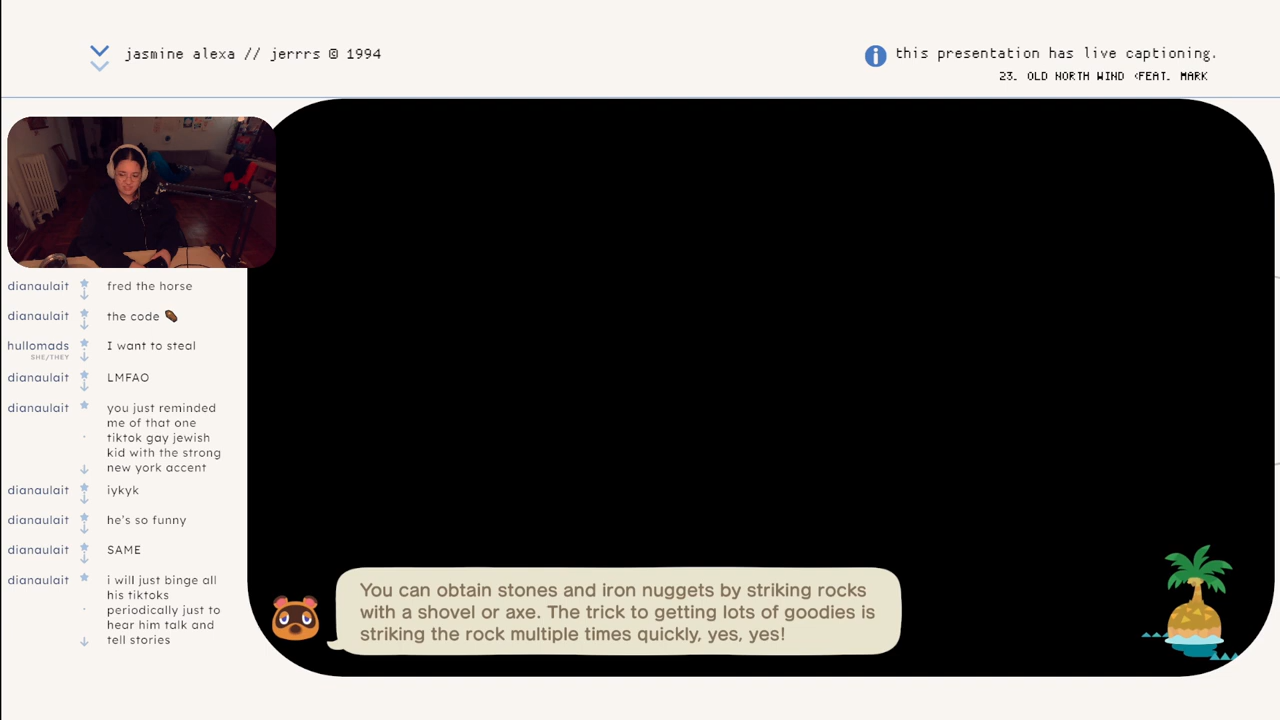 jasmine alexa // jerrrs © 1994
this presentation has live captioning.
23. OLD NORTH WIND (FEAT. MARK
dianaulait fred the horse
dianaulait the code ⚰️
hullomads I want to steal
SHE/THEY
dianaulait LMFAO
dianaulait you just reminded
me of that one
tiktok gay jewish
kid with the strong
new york accent
dianaulait iykyk
dianaulait he's so funny
dianaulait SAME
dianaulait i will just binge all
his tiktoks
periodically just to
hear him talk and
tell stories
You can obtain stones and iron nuggets by striking rocks
with a shovel or axe. The trick to getting lots of goodies is
striking the rock multiple times quickly, yes, yes!